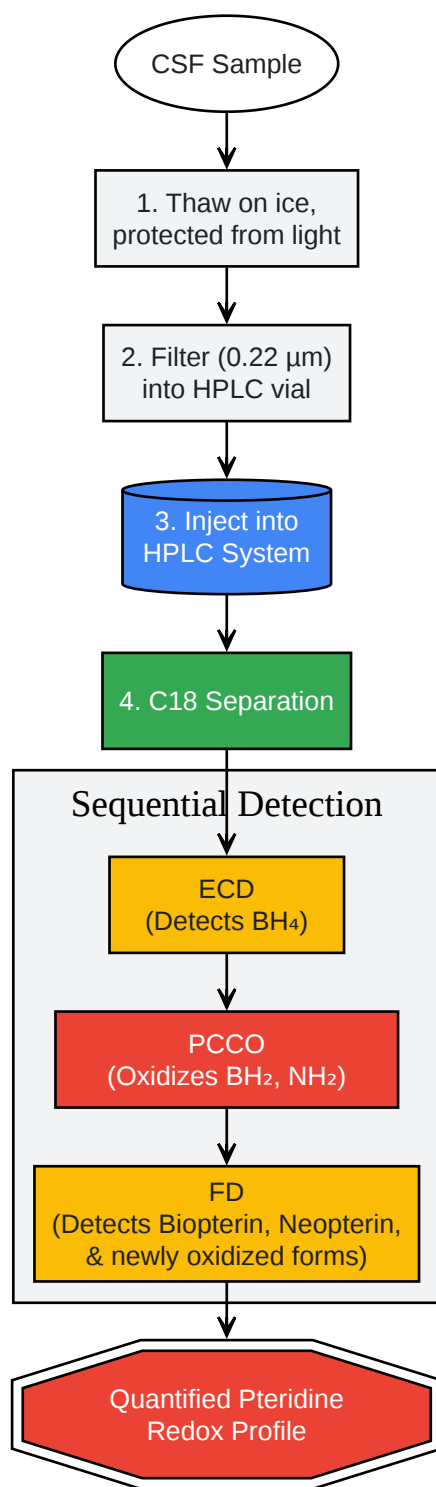 CSF Sample
1. Thaw on ice,
protected from light
2. Filter (0.22 µm)
into HPLC vial
3. Inject into
HPLC System
4. C18 Separation
Sequential Detection
ECD
(Detects BH₄)
PCCO
(Oxidizes BH₂, NH₂)
FD
(Detects Biopterin, Neopterin,
& newly oxidized forms)
Quantified Pteridine
Redox Profile